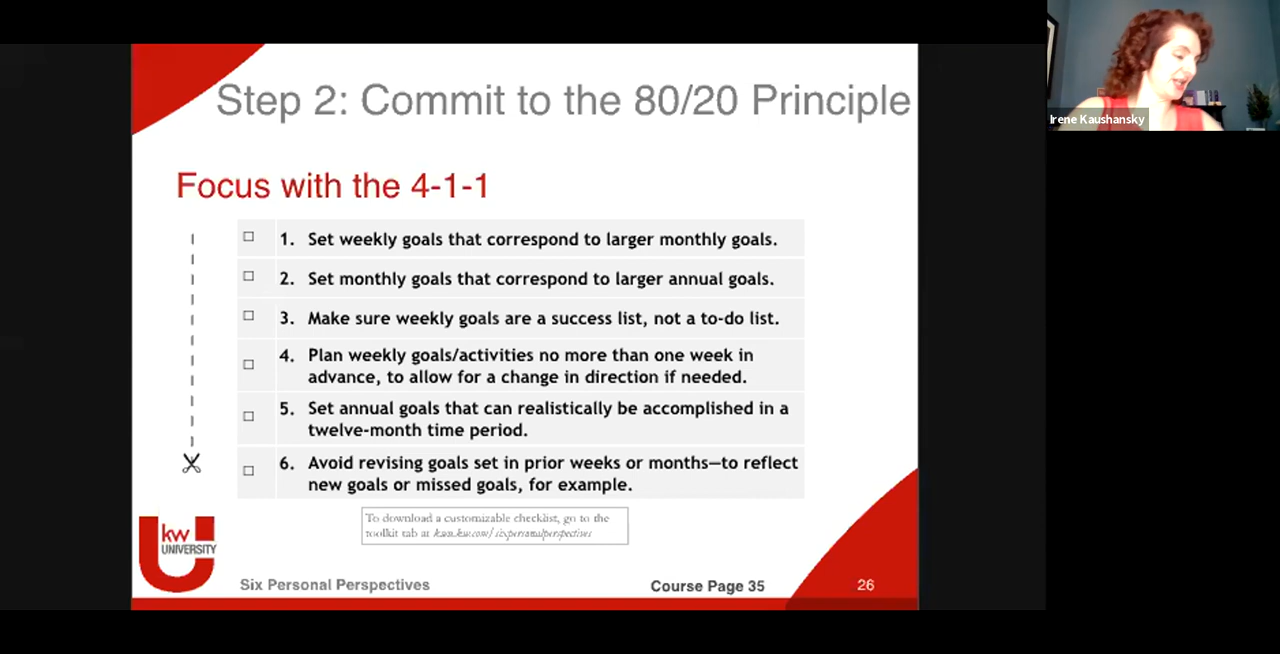 Step 2: Commit to the 80/20 Principle
Irene Kaushansky
Focus with the 4-1-1
1. Set weekly goals that correspond to larger monthly goals.
2. Set monthly goals that correspond to larger annual goals.
3. Make sure weekly goals are a success list, not a to-do list.
4. Plan weekly goals/activities no more than one week in
advance, to allow for a change in direction if needed.
5. Set annual goals that can realistically be accomplished in a
twelve-month time period.
6. Avoid revising goals set in prior weeks or months—to reflect
new goals or missed goals, for example.
To download a customizable checklist, go to the
toolkit tab at
kw
UNIVERSITY
Six Personal Perspectives
Course Page 35
26